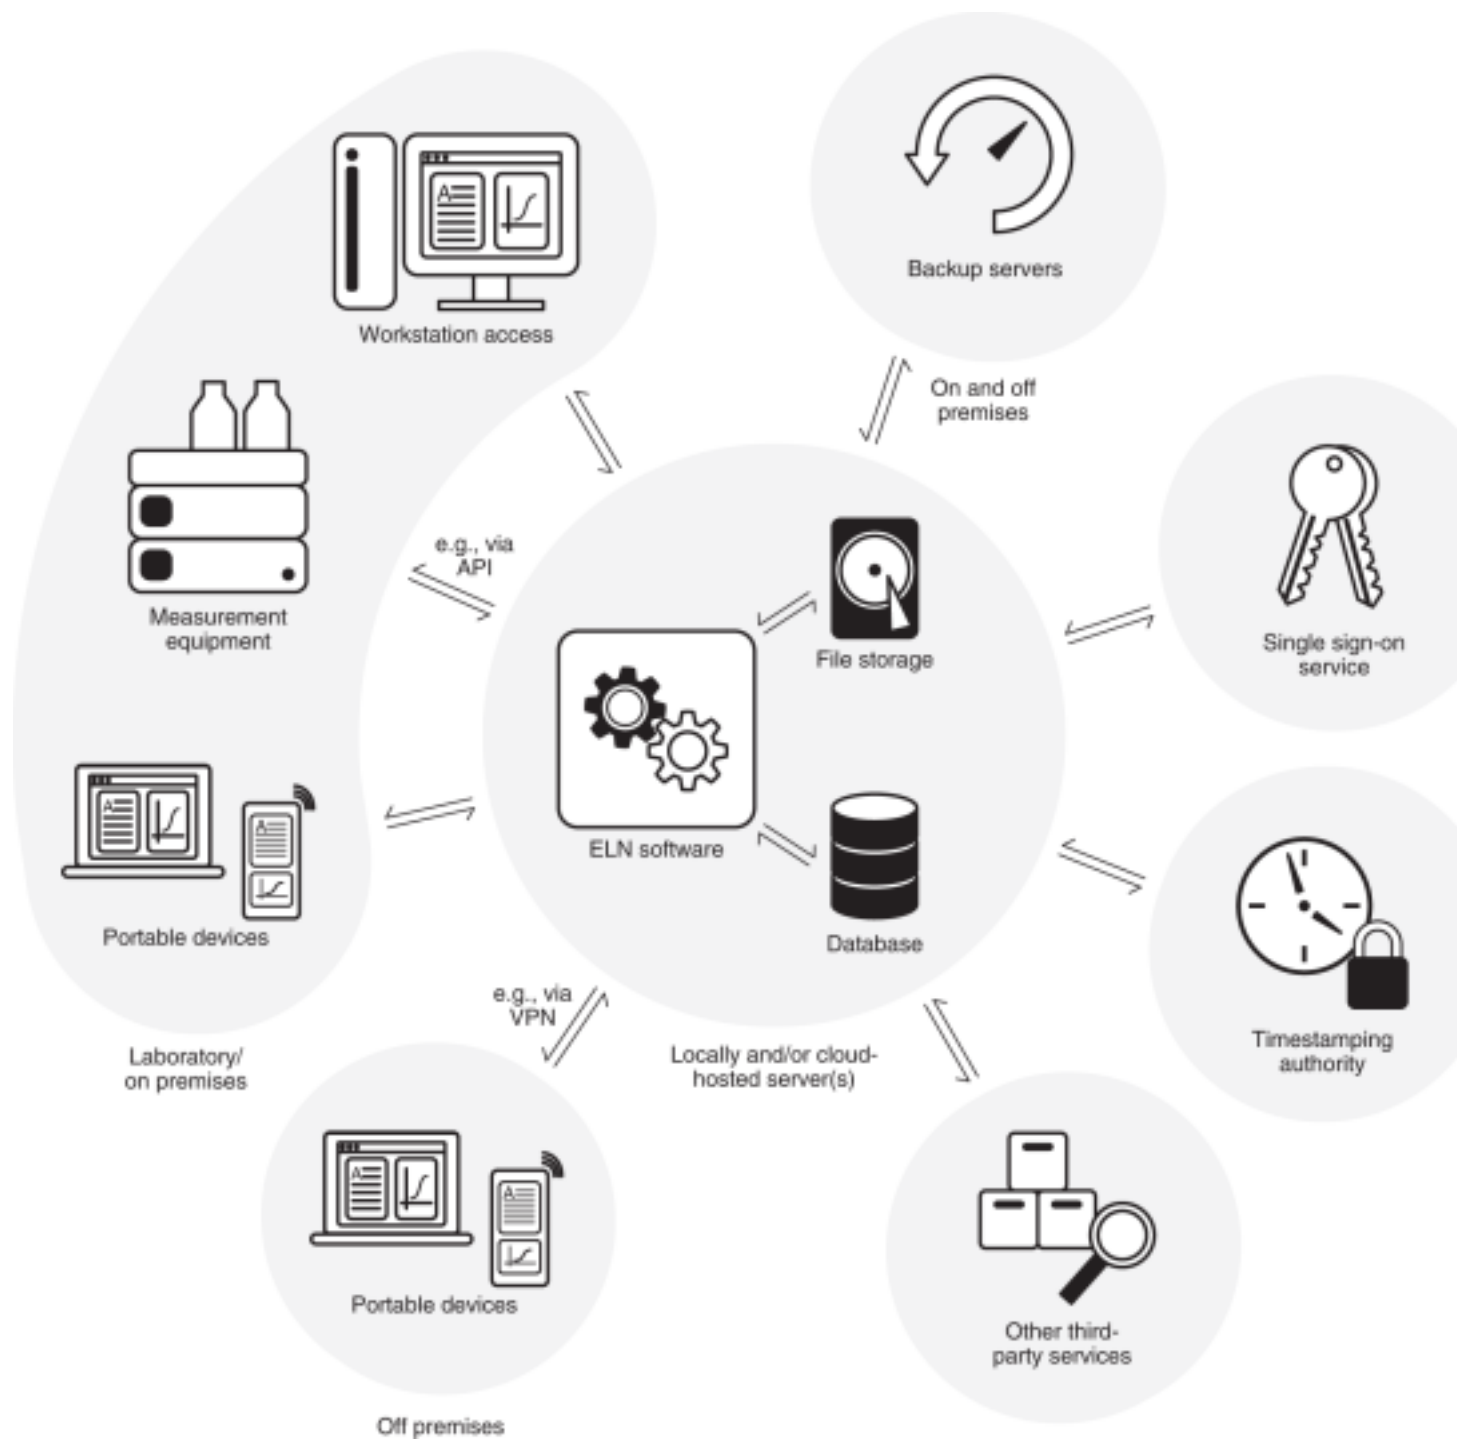 Backup servers
Workstation access
On and off
premises
e.g., via
API
Measurement
equipment
Single sign-on
service
File storage
ELN software
Portable devices
Database
e.g., via
VPN
Laboratory/
on premises
Locally and/or cloud-
hosted server(s)
Timestamping
authority
Portable devices
Other third-
party services
Off premises